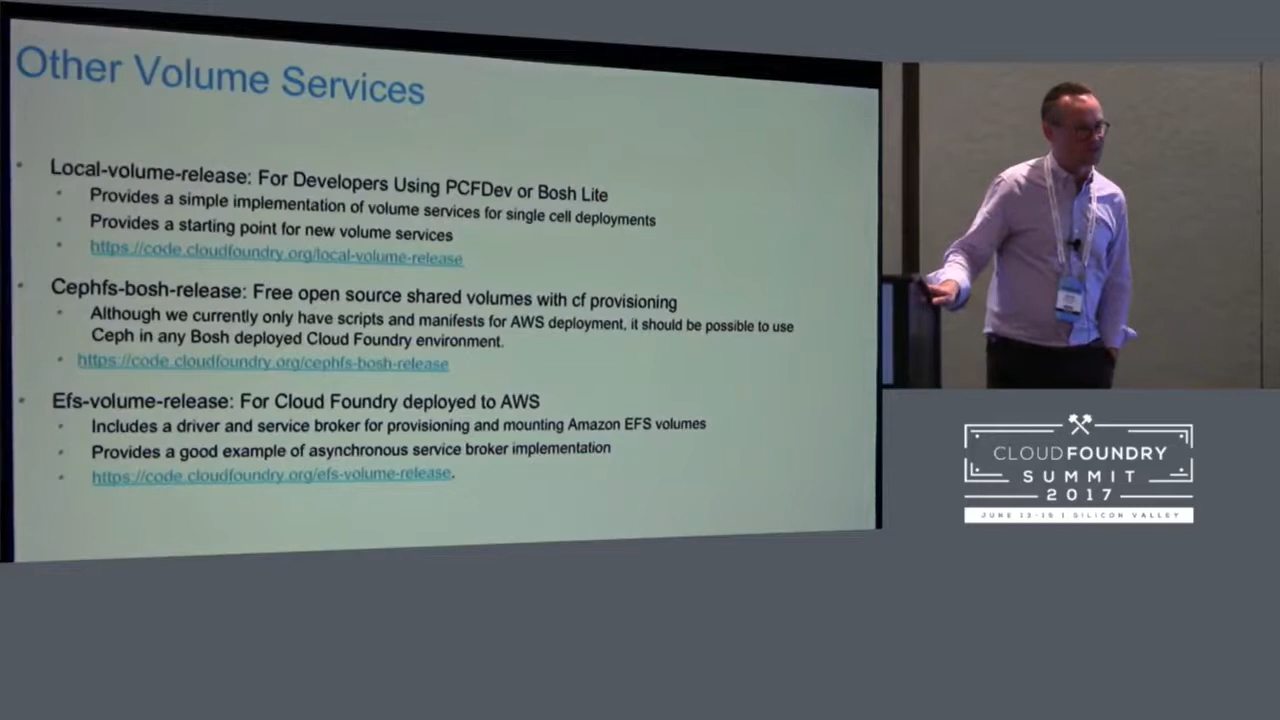 Other Volume Services
Local-volume-release: For Developers Using PCFDev or Bosh Lite
Provides a simple implementation of volume services for single cell deployments
Provides a starting point for new volume services
https://code.cloudfoundry.org/local-volume-release
Cephfs-bosh-release: Free open source shared volumes with cf provisioning
Although we currently only have scripts and manifests for AWS deployment, it should be possible to use
Ceph in any Bosh deployed Cloud Foundry environment.
https://code.cloudfoundry.org/cephfs-bosh-release
Efs-volume-release: For Cloud Foundry deployed to AWS
Includes a driver and service broker for provisioning and mounting Amazon EFS volumes
Provides a good example of asynchronous service broker implementation
https://code.cloudfoundry.org/efs-volume-release.
CLOUDFOUNDRY
SUMMIT
2017
JUNE 13-15 | SILICON VALLEY